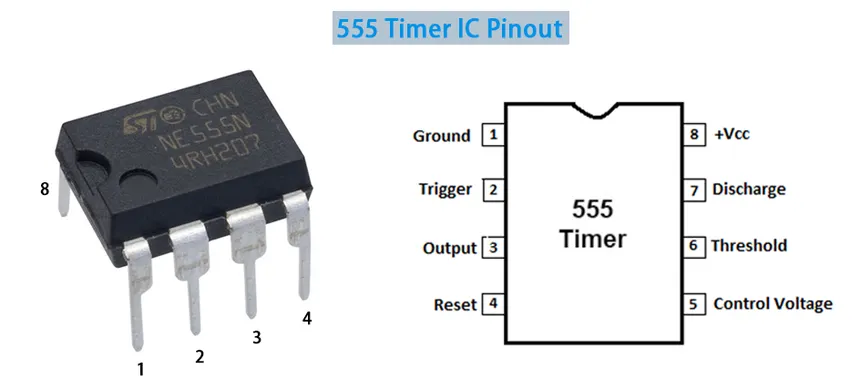 555 Timer IC Pinout
CHN
NE555N
4RH207
8
1
2
3
4
Ground 1
Trigger 2
Output 3
Reset 4
555
Timer
8 +Vcc
7 Discharge
6 Threshold
5 Control Voltage